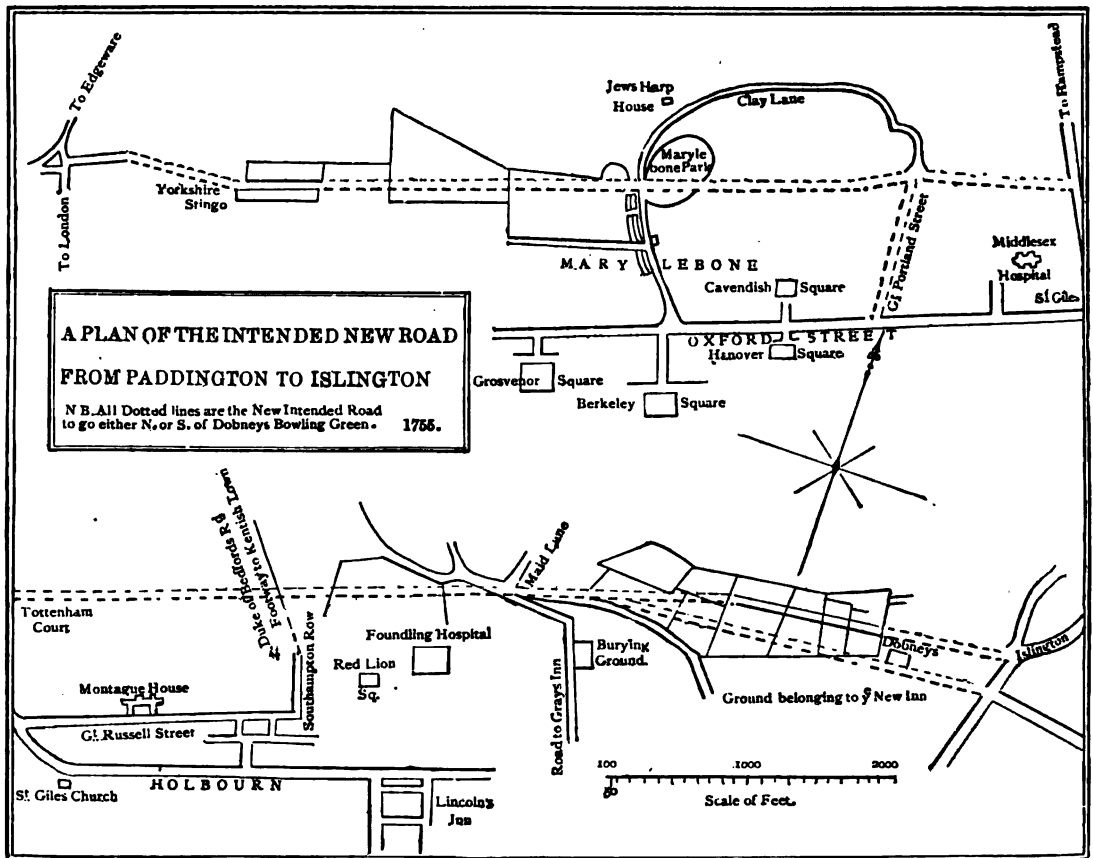 To Edgeware
To London
Yorkshire
Stingo
Jews Harp
House
Clay Lane
Maryle
bone Park
To Hampstead
Gt Portland Street
Middlesex
Hospital
St Giles
MARY LEBONE
Cavendish Square
OXFORD STREET
Hanover Square
Grosvenor Square
Berkeley Square
A PLAN OF THE INTENDED NEW ROAD
FROM PADDINGTON TO ISLINGTON
N B. All Dotted lines are the New Intended Road
to go either N. or S. of Dobneys Bowling Green. 1755.
Duke of Bedfords Rd
Footway to Kentish Town
Maid Lane
Tottenham
Court
Southampton Row
Foundling Hospital
Red Lion
Sq.
Montague House
Gt. Russell Street
St. Giles Church
HOLBOURN
Lincoln's
Inn
Road to Grays Inn
Burying
Ground.
Dobneys
Islington
Ground belonging to ye New Inn
100 1000 2000
Scale of Feet.